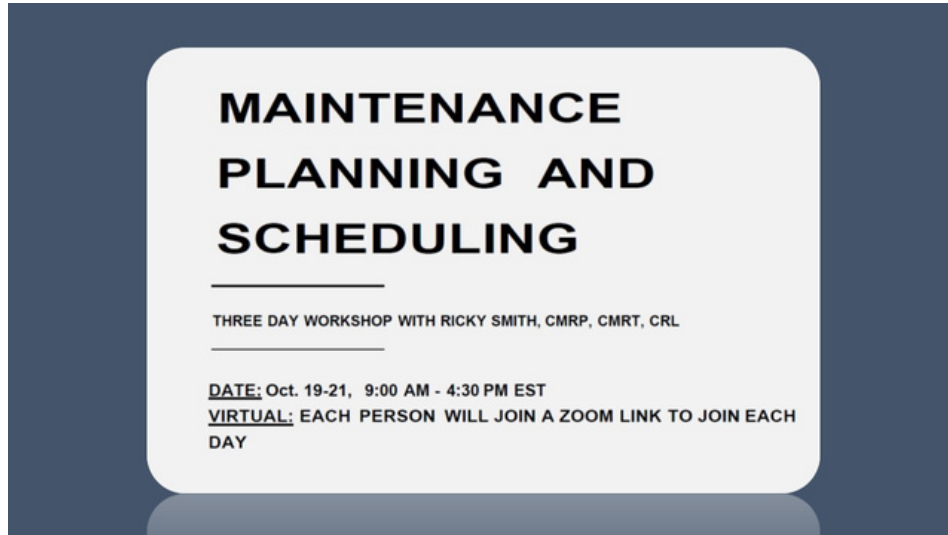 MAINTENANCE
PLANNING AND
SCHEDULING
THREE DAY WORKSHOP WITH RICKY SMITH, CMRP, CMRT, CRL
DATE: Oct. 19-21, 9:00 AM - 4:30 PM EST
VIRTUAL: EACH PERSON WILL JOIN A ZOOM LINK TO JOIN EACH
DAY